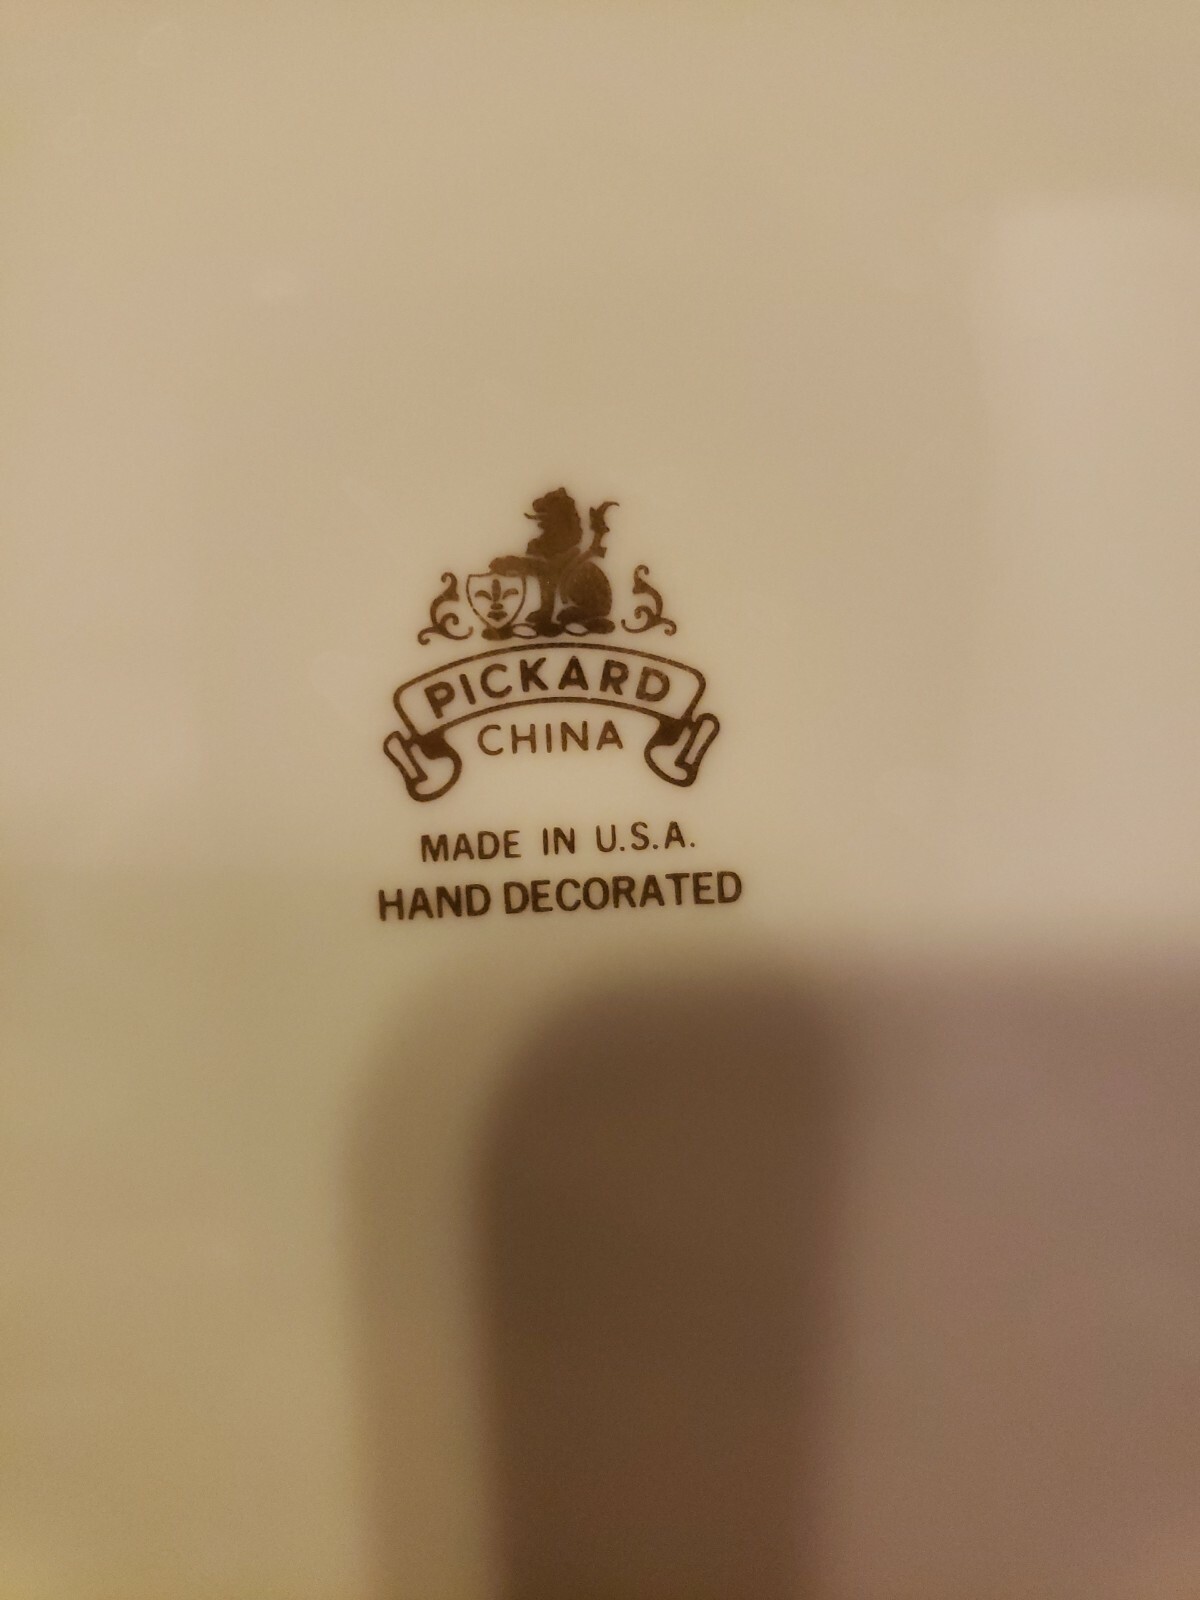 PICKARD
CHINA
MADE IN U.S.A.
HAND DECORATED